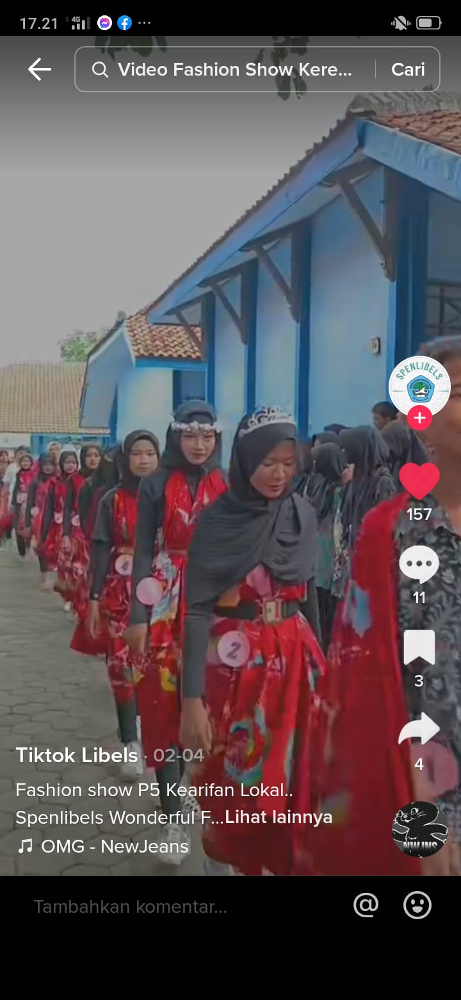 17.21 4G ...
Video Fashion Show Kere... Cari
SPENLIBELS
157
11
3
4
2
1
Tiktok Libels · 02-04
Fashion show P5 Kearifan Lokal..
Spenlibels Wonderful F...Lihat lainnya
OMG - NewJeans
NWJNS
Tambahkan komentar...
@